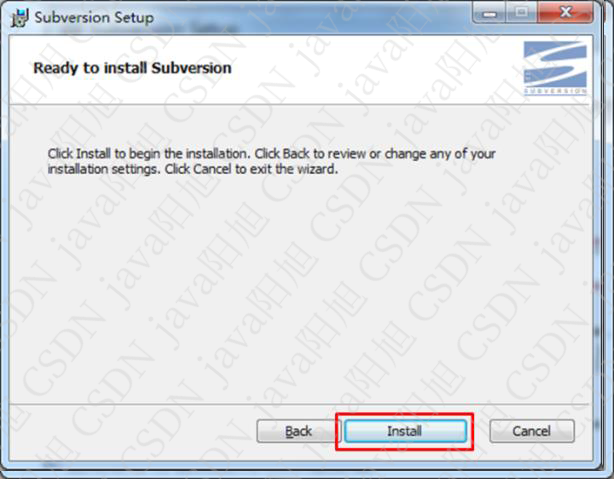 Subversion Setup
Ready to install Subversion
SUBVERSION
Click Install to begin the installation. Click Back to review or change any of your
installation settings. Click Cancel to exit the wizard.
Back
Install
Cancel
CSDN java阳旭